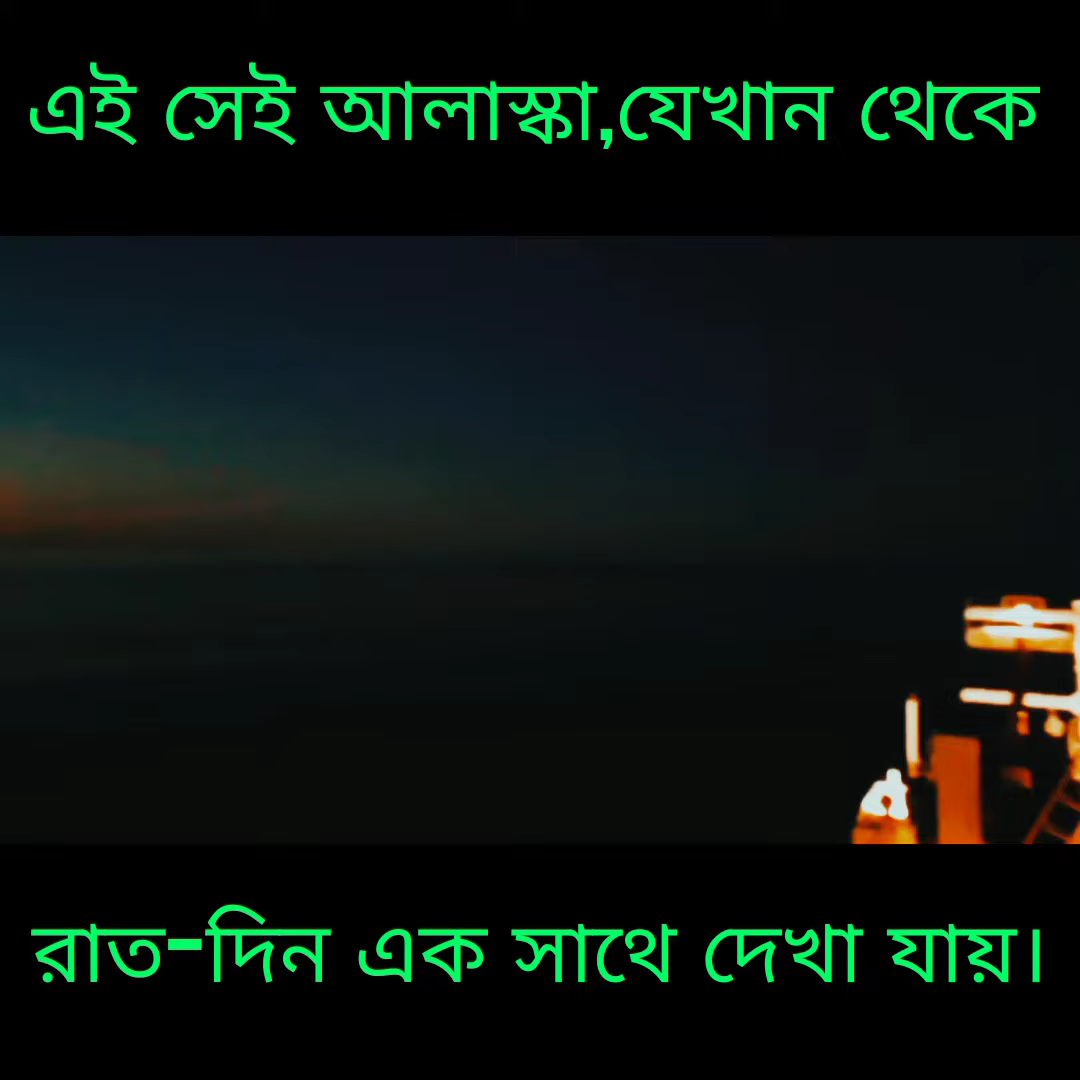 এই সেই আলাস্কা,যেখান থেকে
রাত-দিন এক সাথে দেখা যায়।